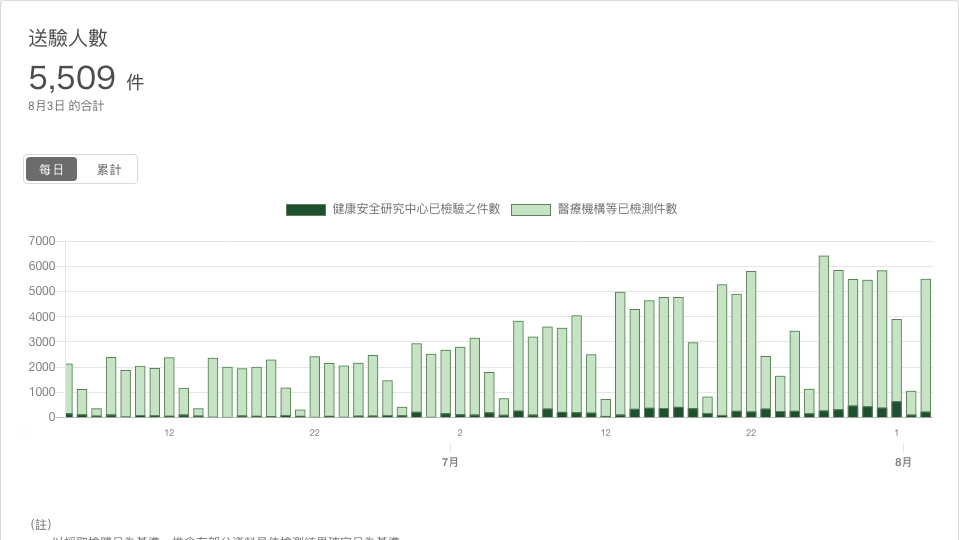 送驗人數
5,509 件
8月3日 的合計
每日 累計
健康安全研究中心已檢驗之件數 醫療機構等已檢測件數
7000
6000
5000
4000
3000
2000
1000
0
12 22 2 12 22 1
7月 8月
(註)